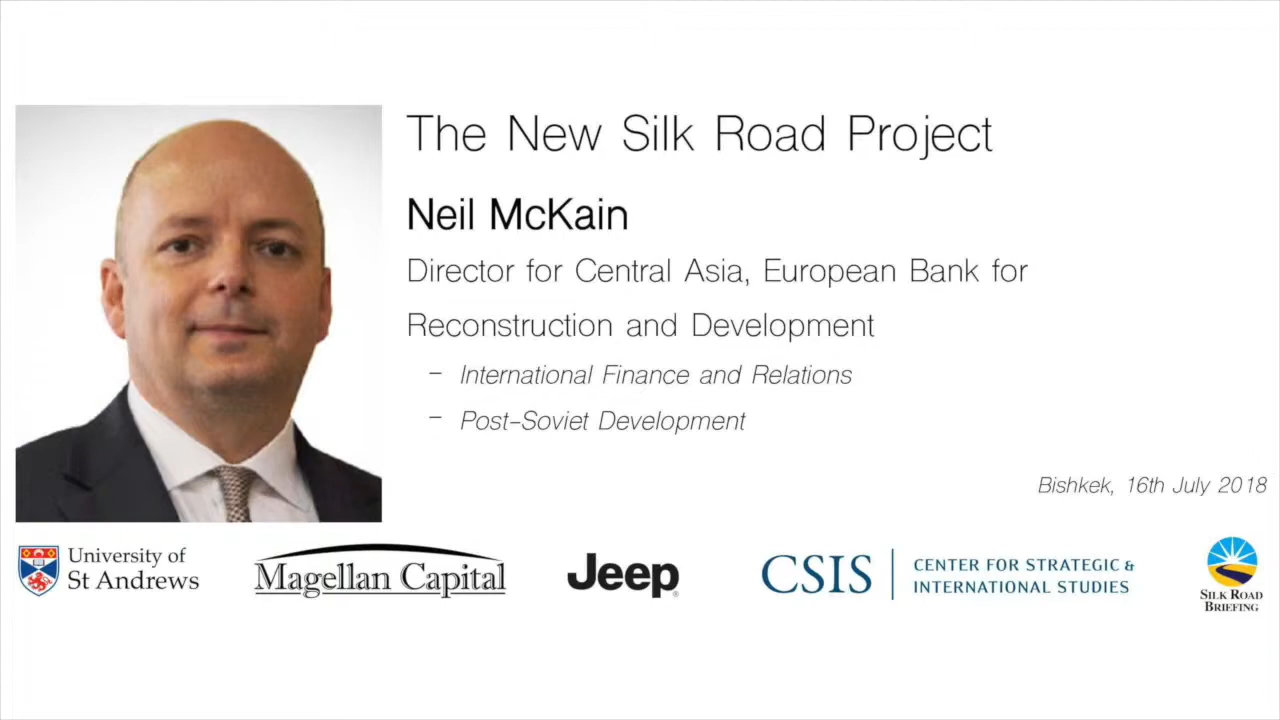 The New Silk Road Project
Neil McKain
Director for Central Asia, European Bank for
Reconstruction and Development
- International Finance and Relations
- Post-Soviet Development
Bishkek, 16th July 2018
University of
St Andrews
Magellan Capital
Jeep®
CSIS
CENTER FOR STRATEGIC &
INTERNATIONAL STUDIES
SILK ROAD
BRIEFING